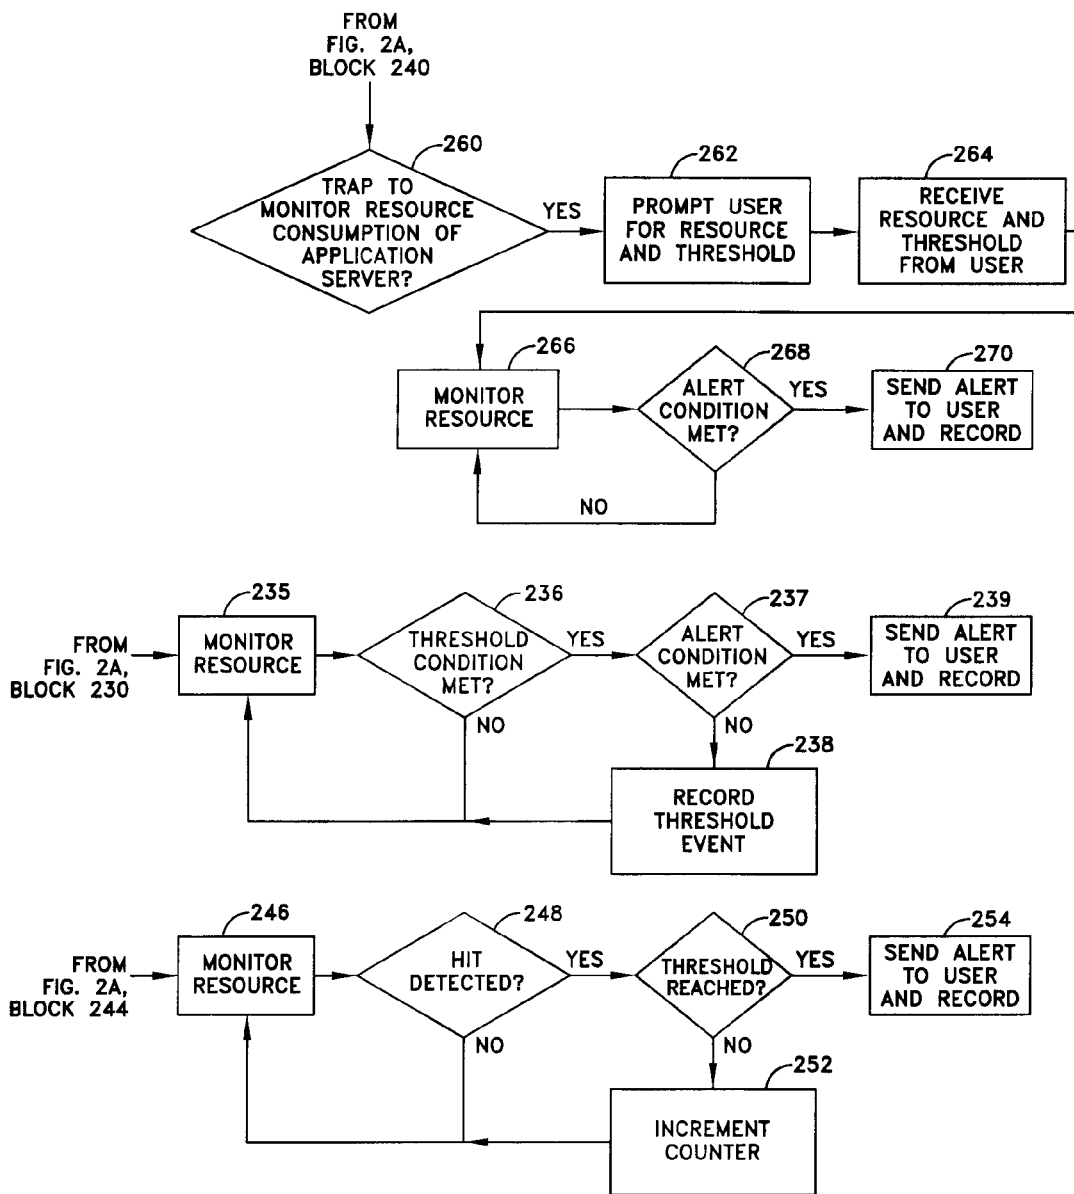 FROM
FIG. 2A,
BLOCK 240
260
TRAP TO
MONITOR RESOURCE
CONSUMPTION OF
APPLICATION
SERVER?
YES
262
PROMPT USER
FOR RESOURCE
AND THRESHOLD
264
RECEIVE
RESOURCE AND
THRESHOLD
FROM USER
266
MONITOR
RESOURCE
268
ALERT
CONDITION
MET?
YES
NO
270
SEND ALERT
TO USER
AND RECORD
FROM
FIG. 2A,
BLOCK 230
235
MONITOR
RESOURCE
236
THRESHOLD
CONDITION
MET?
YES
NO
237
ALERT
CONDITION
MET?
YES
NO
239
SEND ALERT
TO USER
AND RECORD
238
RECORD
THRESHOLD
EVENT
FROM
FIG. 2A,
BLOCK 244
246
MONITOR
RESOURCE
248
HIT
DETECTED?
YES
NO
250
THRESHOLD
REACHED?
YES
NO
254
SEND ALERT
TO USER
AND RECORD
252
INCREMENT
COUNTER